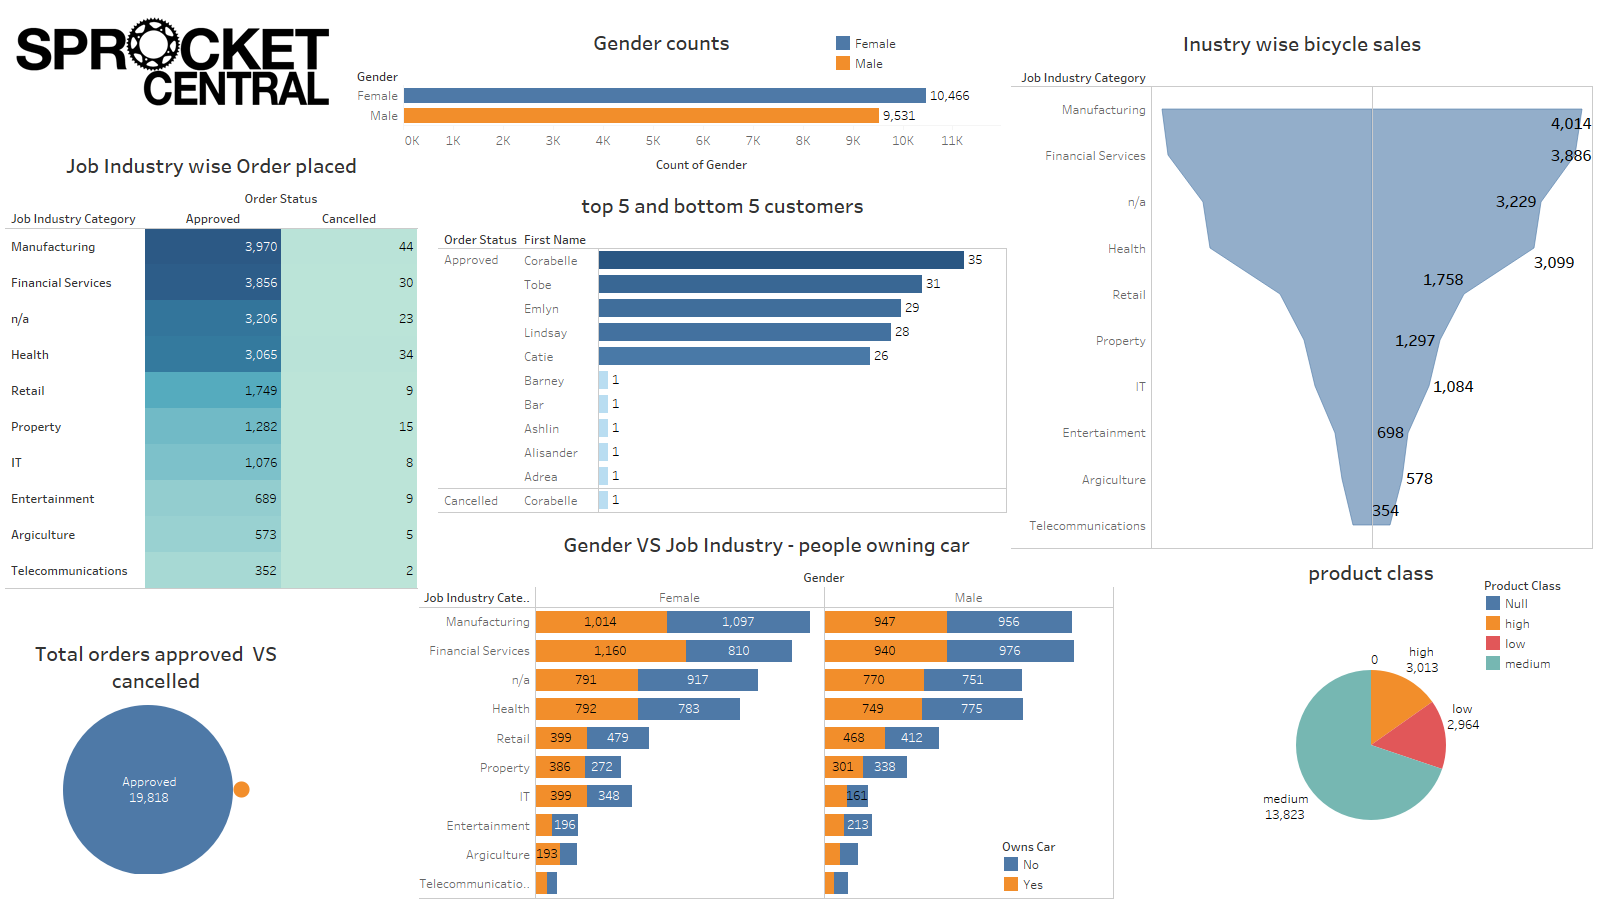 SPROCKET
CENTRAL
Gender counts
Female
Male
Gender
Female 10,466
Male 9,531
0K 1K 2K 3K 4K 5K 6K 7K 8K 9K 10K 11K
Count of Gender
Job Industry wise Order placed
Order Status
Job Industry Category Approved Cancelled
Manufacturing 3,970 44
Financial Services 3,856 30
n/a 3,206 23
Health 3,065 34
Retail 1,749 9
Property 1,282 15
IT 1,076 8
Entertainment 689 9
Argiculture 573 5
Telecommunications 352 2
top 5 and bottom 5 customers
Order Status First Name
Approved Corabelle 35
Tobe 31
Emlyn 29
Lindsay 28
Catie 26
Barney 1
Bar 1
Ashlin 1
Alisander 1
Adrea 1
Cancelled Corabelle 1
Inustry wise bicycle sales
Job Industry Category
Manufacturing 4,014
Financial Services 3,886
n/a 3,229
Health 3,099
Retail 1,758
Property 1,297
IT 1,084
Entertainment 698
Argiculture 578
Telecommunications 354
Total orders approved VS
cancelled
Approved
19,818
Gender VS Job Industry - people owning car
Gender
Job Industry Cate.. Female Male
Manufacturing 1,014 1,097 947 956
Financial Services 1,160 810 940 976
n/a 791 917 770 751
Health 792 783 749 775
Retail 399 479 468 412
Property 386 272 301 338
IT 399 348 161
Entertainment 196 213
Argiculture 193
Telecommunicatio..
Owns Car
No
Yes
product class
Product Class
Null
high
low
medium
0
high
3,013
low
2,964
medium
13,823